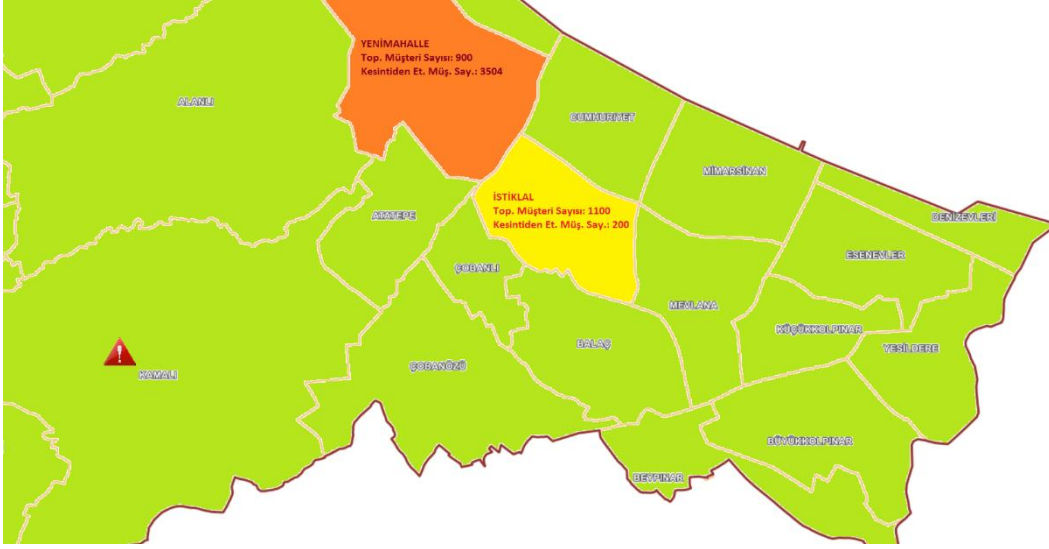 YENİMAHALLE
Top. Müşteri Sayısı: 900
Kesintiden Et. Müş. Say.: 3504
ALANLI
CUMHURİYET
MİMARSİNAN
İSTİKLAL
Top. Müşteri Sayısı: 1100
Kesintiden Et. Müş. Say.: 200
ATATEPE
DENİZEVLERİ
ESENEVLER
ÇOBANLI
MEVLANA
KÜÇÜKKOLPINAR
BALAÇ
YEŞİLDERE
ÇOBANÖZÜ
KAMALI
BÜYÜKKOLPINAR
BEYPINAR